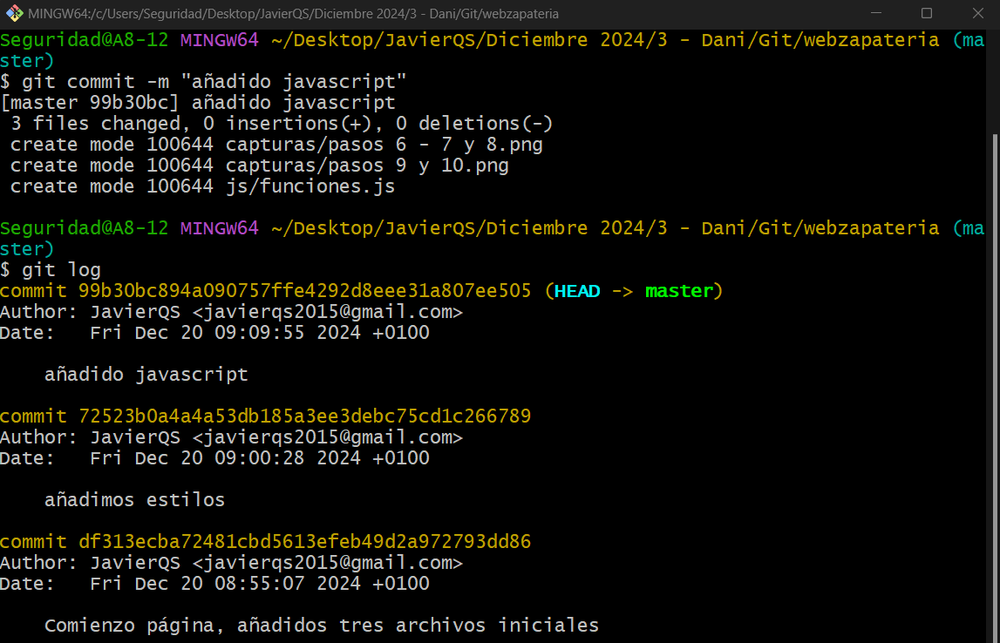 MINGW64:/c/Users/Seguridad/Desktop/JavierQS/Diciembre 2024/3 - Dani/Git/webzapateria
Seguridad@A8-12 MINGW64 ~/Desktop/JavierQS/Diciembre 2024/3 - Dani/Git/webzapateria (ma
ster)
$ git commit -m "añadido javascript"
[master 99b30bc] añadido javascript
 3 files changed, 0 insertions(+), 0 deletions(-)
 create mode 100644 capturas/pasos 6 - 7 y 8.png
 create mode 100644 capturas/pasos 9 y 10.png
 create mode 100644 js/funciones.js
Seguridad@A8-12 MINGW64 ~/Desktop/JavierQS/Diciembre 2024/3 - Dani/Git/webzapateria (ma
ster)
$ git log
commit 99b30bc894a090757ffe4292d8eee31a807ee505 (HEAD -> master)
Author: JavierQS <javierqs2015@gmail.com>
Date:   Fri Dec 20 09:09:55 2024 +0100
    añadido javascript
commit 72523b0a4a4a53db185a3ee3debc75cd1c266789
Author: JavierQS <javierqs2015@gmail.com>
Date:   Fri Dec 20 09:00:28 2024 +0100
    añadimos estilos
commit df313ecba72481cbd5613efeb49d2a972793dd86
Author: JavierQS <javierqs2015@gmail.com>
Date:   Fri Dec 20 08:55:07 2024 +0100
    Comienzo página, añadidos tres archivos iniciales